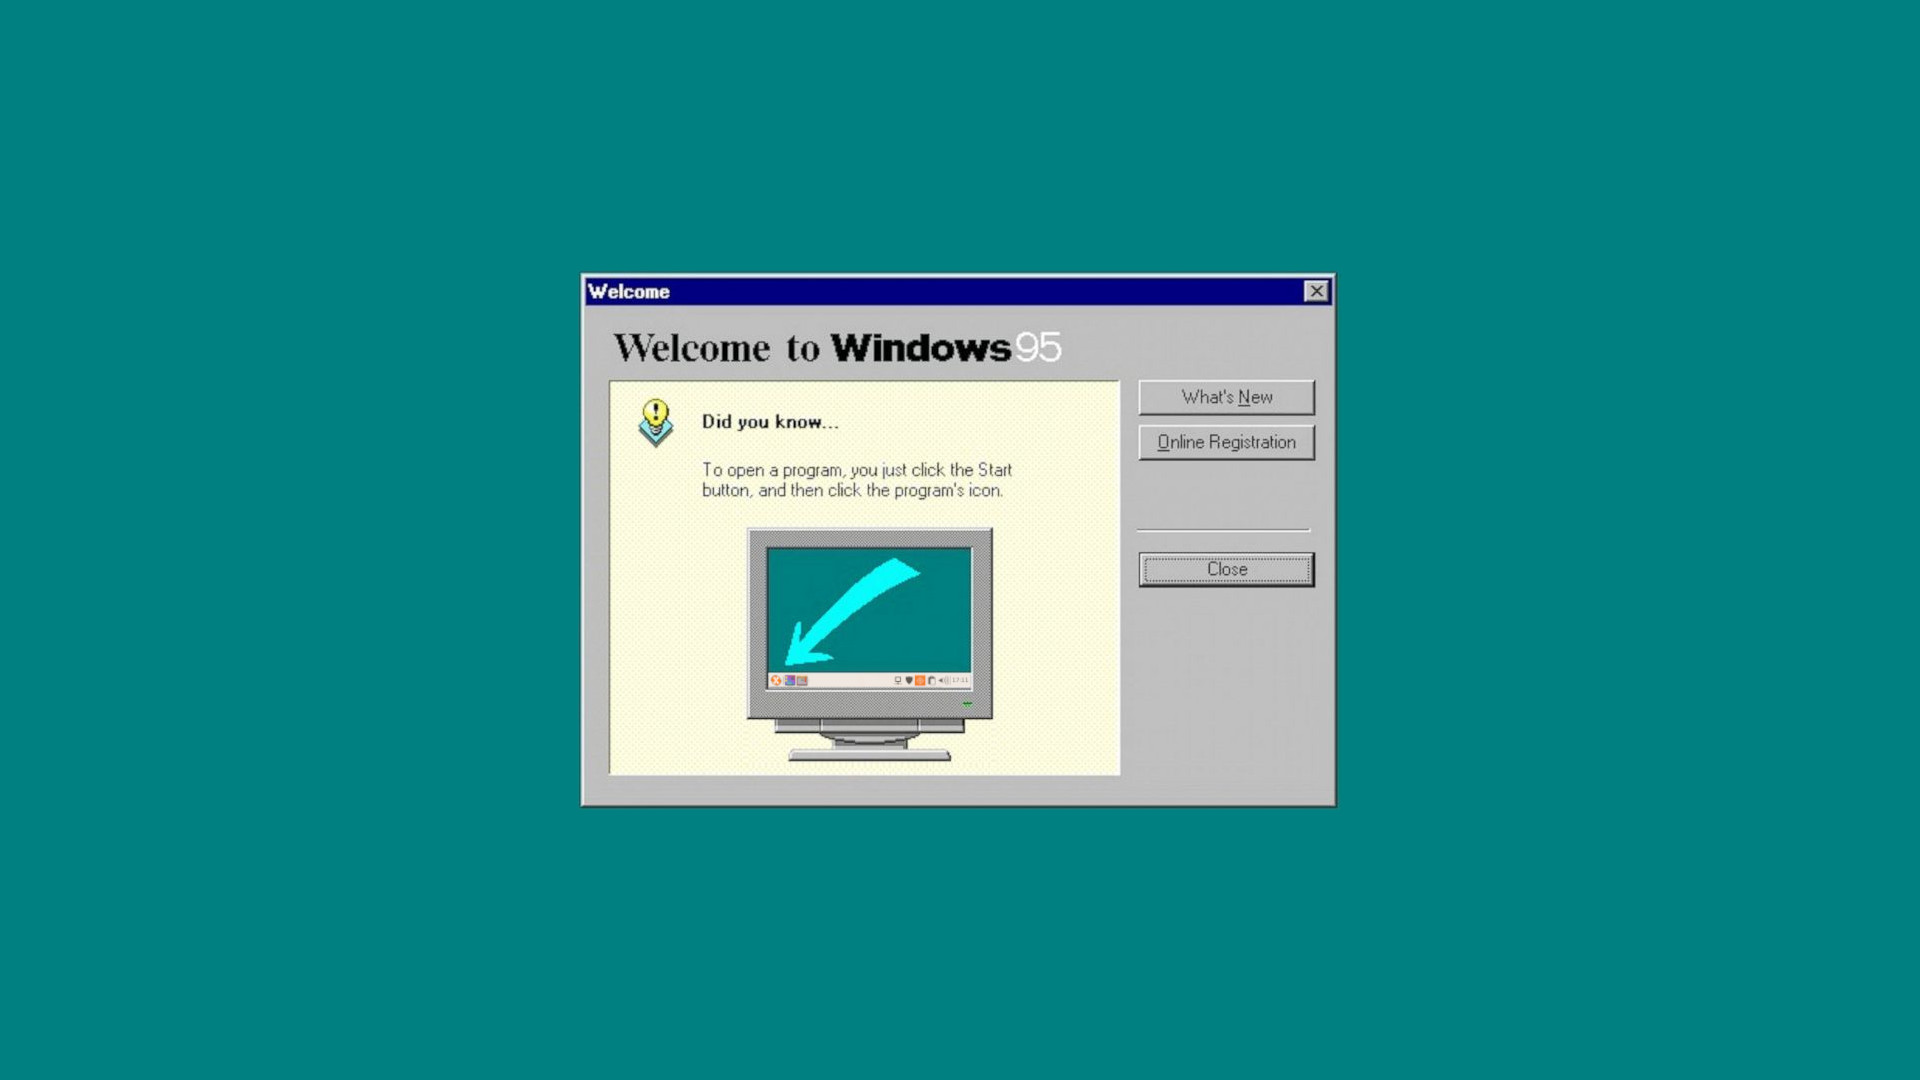 Welcome
Welcome to Windows95
Did you know...
To open a program, you just click the Start
button, and then click the program's icon.
What's New
Online Registration
Close